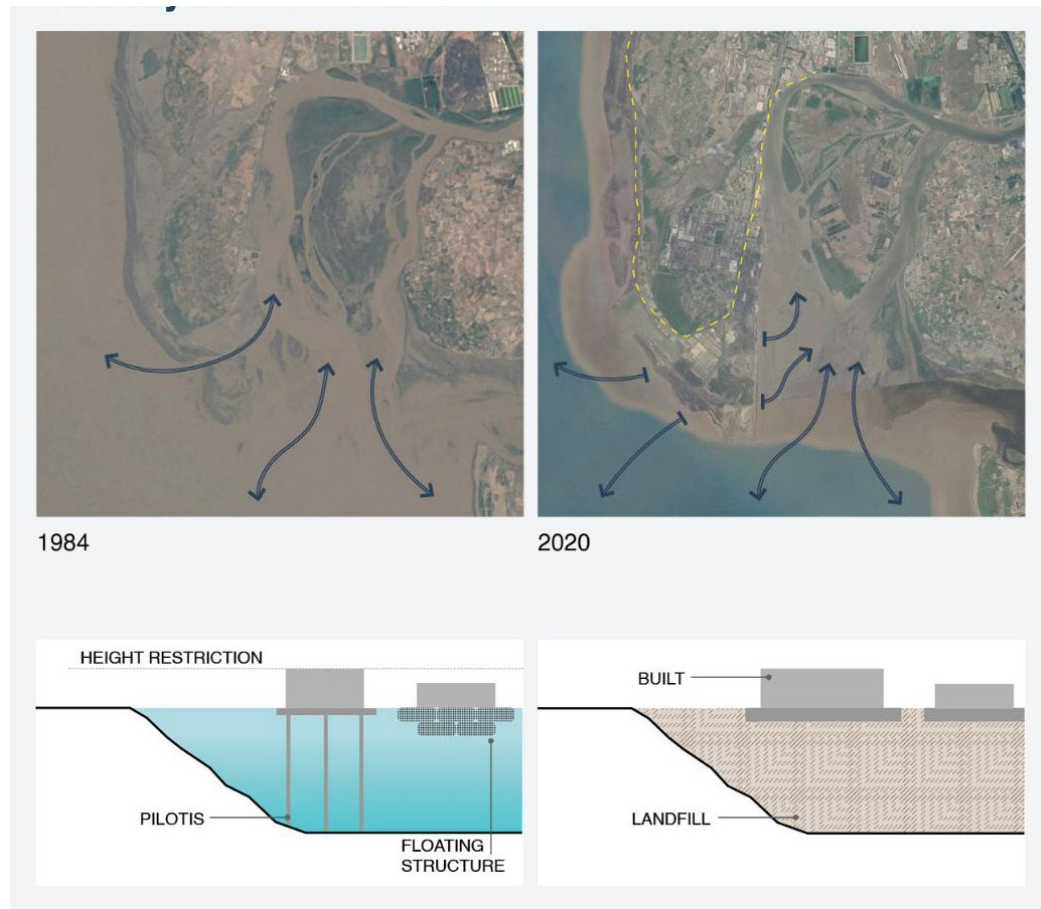 1984
2020
HEIGHT RESTRICTION
PILOTIS
FLOATING
STRUCTURE
BUILT
LANDFILL